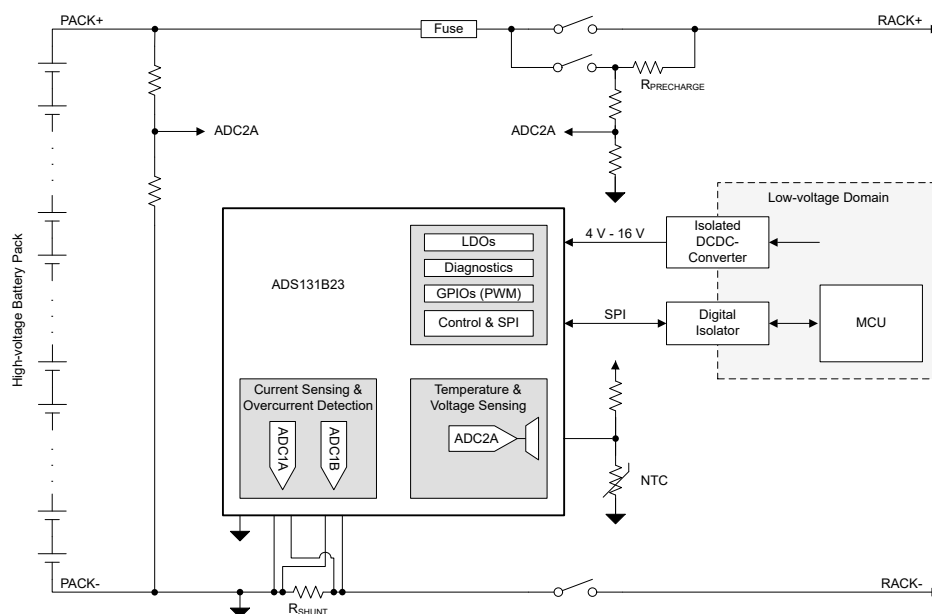 PACK+
Fuse
RACK+
RPRECHARGE
ADC2A
ADC2A
High-voltage Battery Pack
Low-voltage Domain
LDOs
Diagnostics
GPIOs (PWM)
Control & SPI
ADS131B23
4 V - 16 V
Isolated
DCDC-
Converter
SPI
Digital
Isolator
MCU
Current Sensing &
Overcurrent Detection
ADC1A
ADC1B
Temperature &
Voltage Sensing
ADC2A
NTC
PACK-
RSHUNT
RACK-